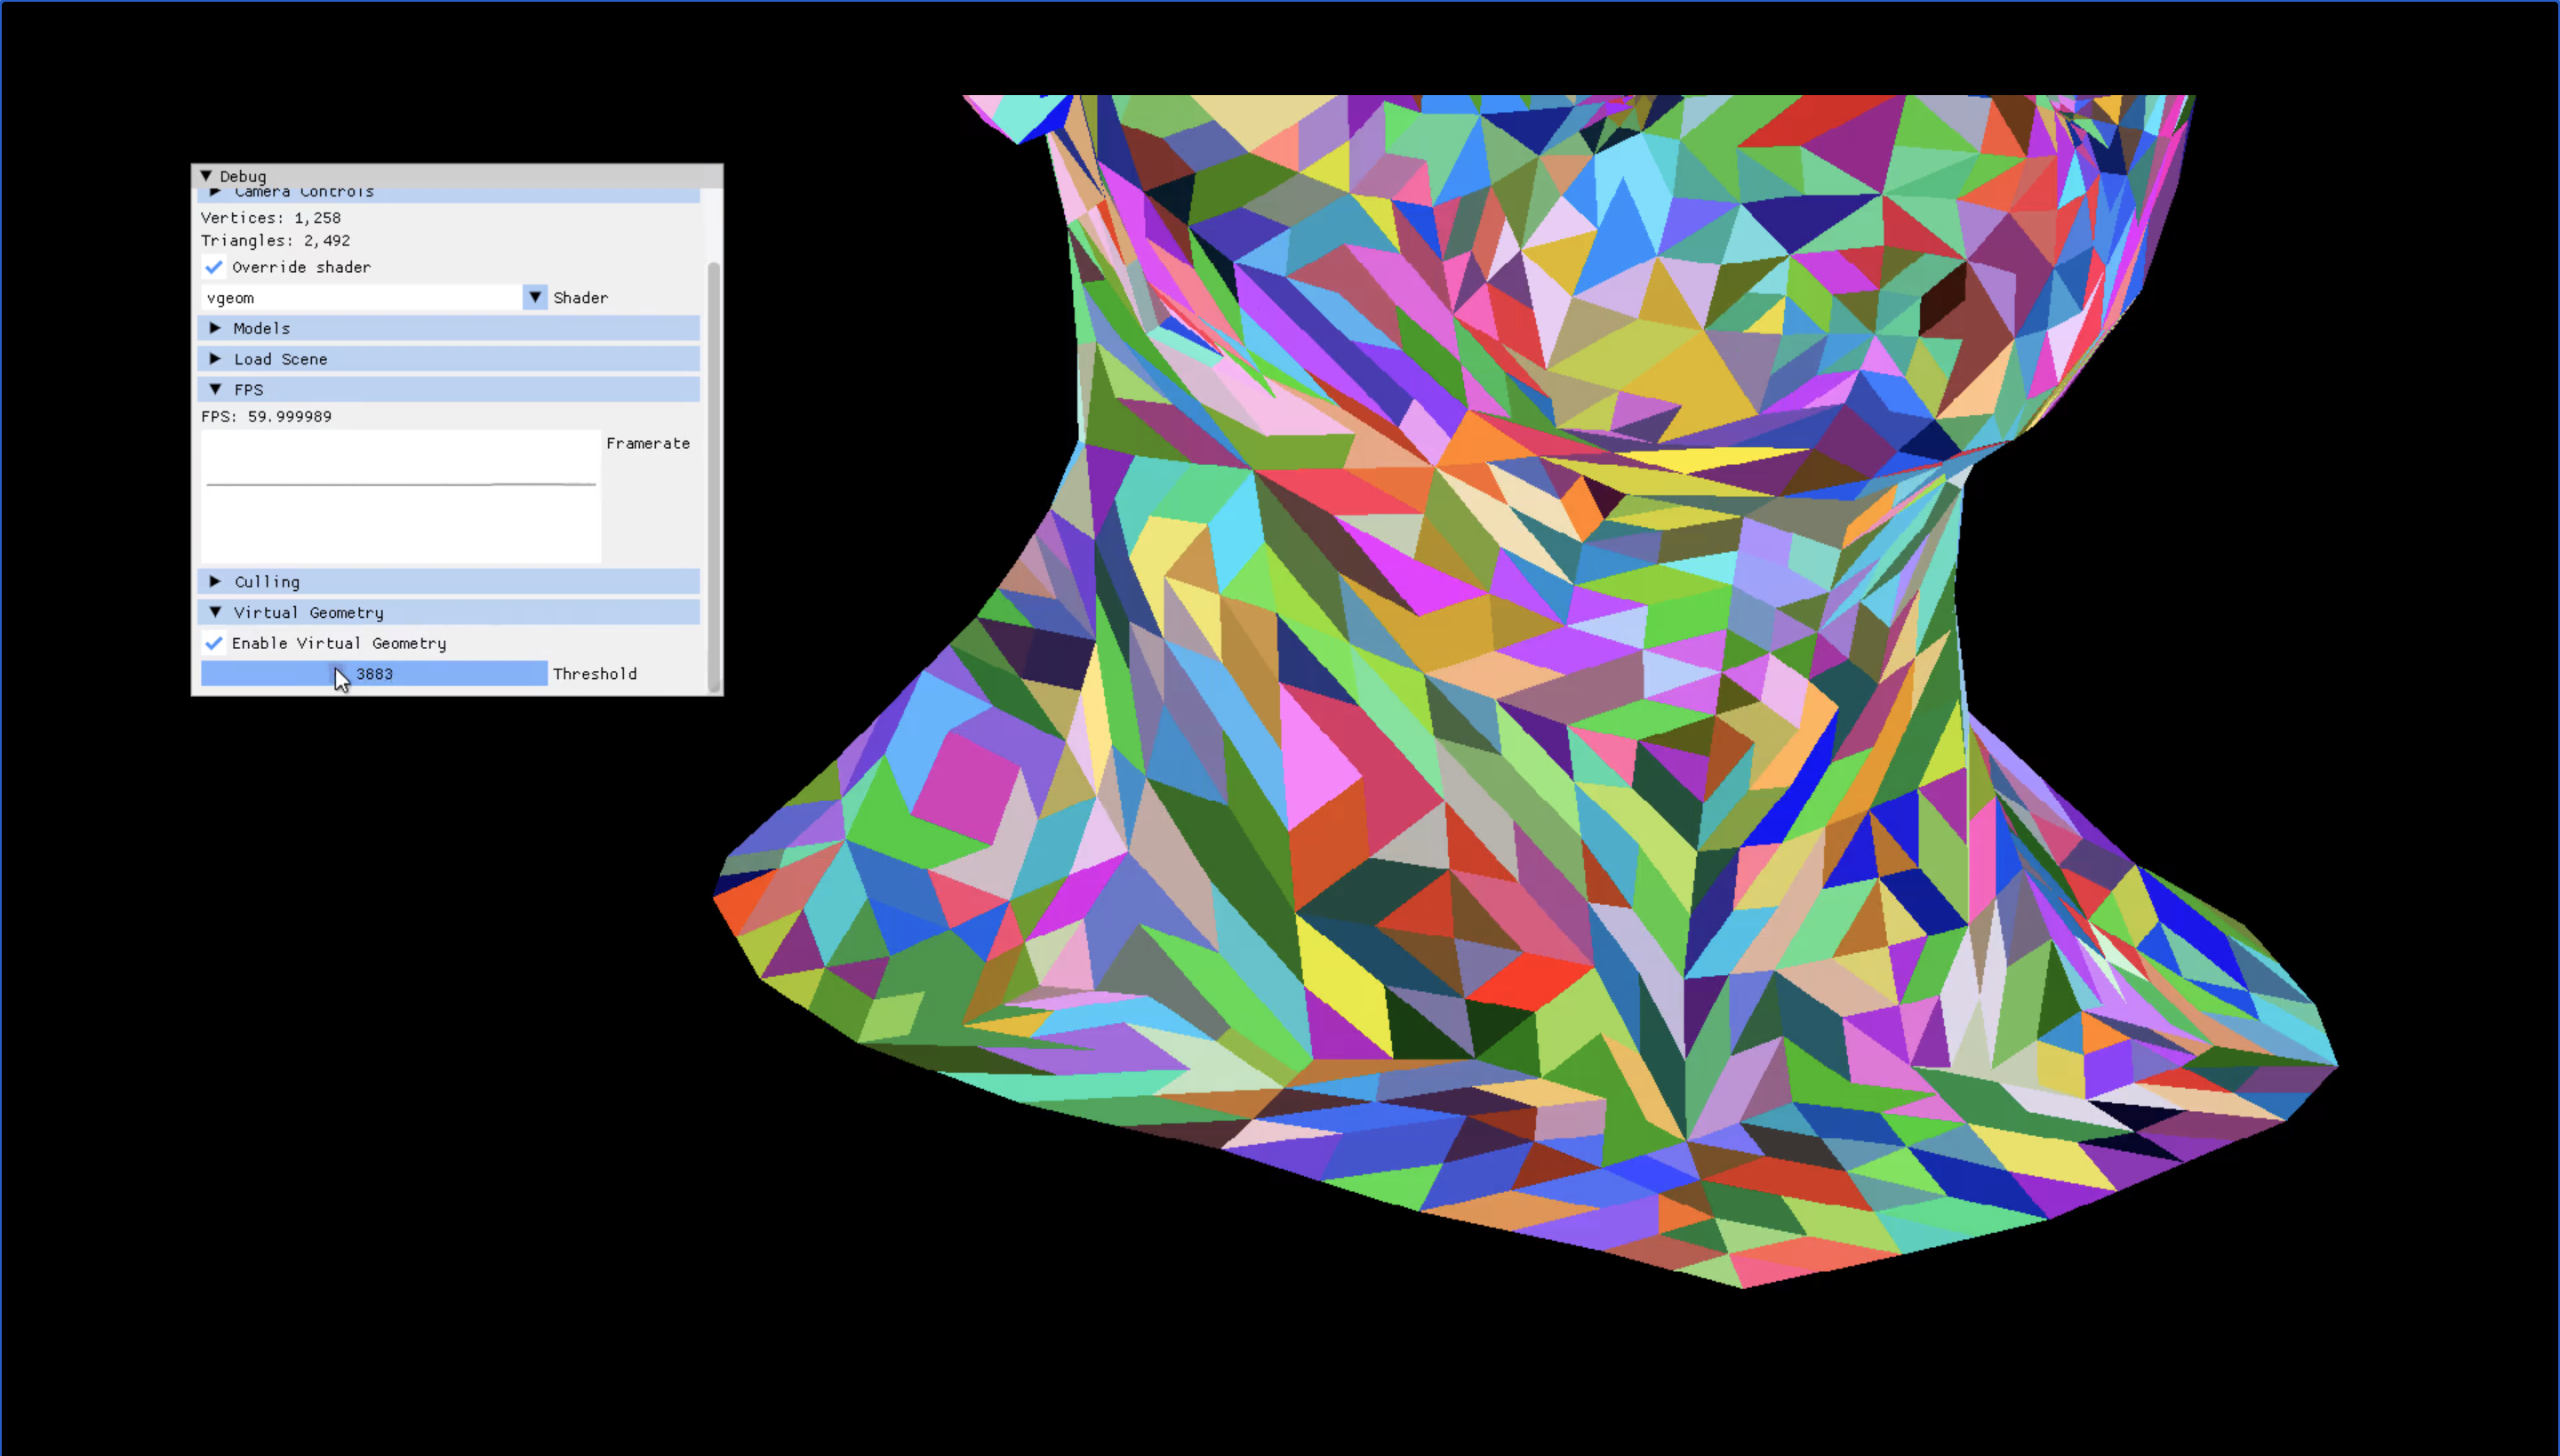 Debug
Camera Controls
Vertices: 1,258
Triangles: 2,492
Override shader
vgeom Shader
Models
Load Scene
FPS
FPS: 59.999989
Framerate
Culling
Virtual Geometry
Enable Virtual Geometry
3883 Threshold